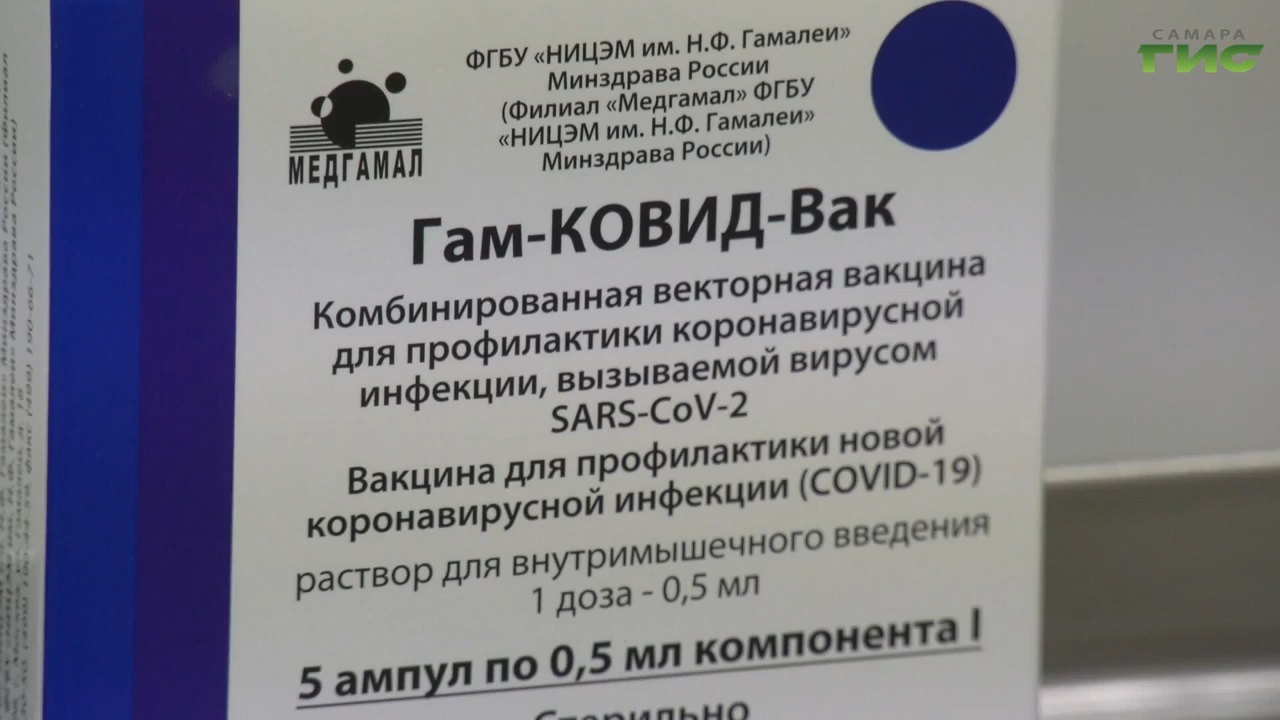 САМАРА
ГИС
ФГБУ «НИЦЭМ им. Н.Ф. Гамалеи»
Минздрава России
(Филиал «Медгамал» ФГБУ
«НИЦЭМ им. Н.Ф. Гамалеи»
Минздрава России)
МЕДГАМАЛ
Гам-КОВИД-Вак
Комбинированная векторная вакцина
для профилактики коронавирусной
инфекции, вызываемой вирусом
SARS-CoV-2
Вакцина для профилактики новой
коронавирусной инфекции (COVID-19)
раствор для внутримышечного введения
1 доза - 0,5 мл
5 ампул по 0,5 мл компонента I
Стерильно